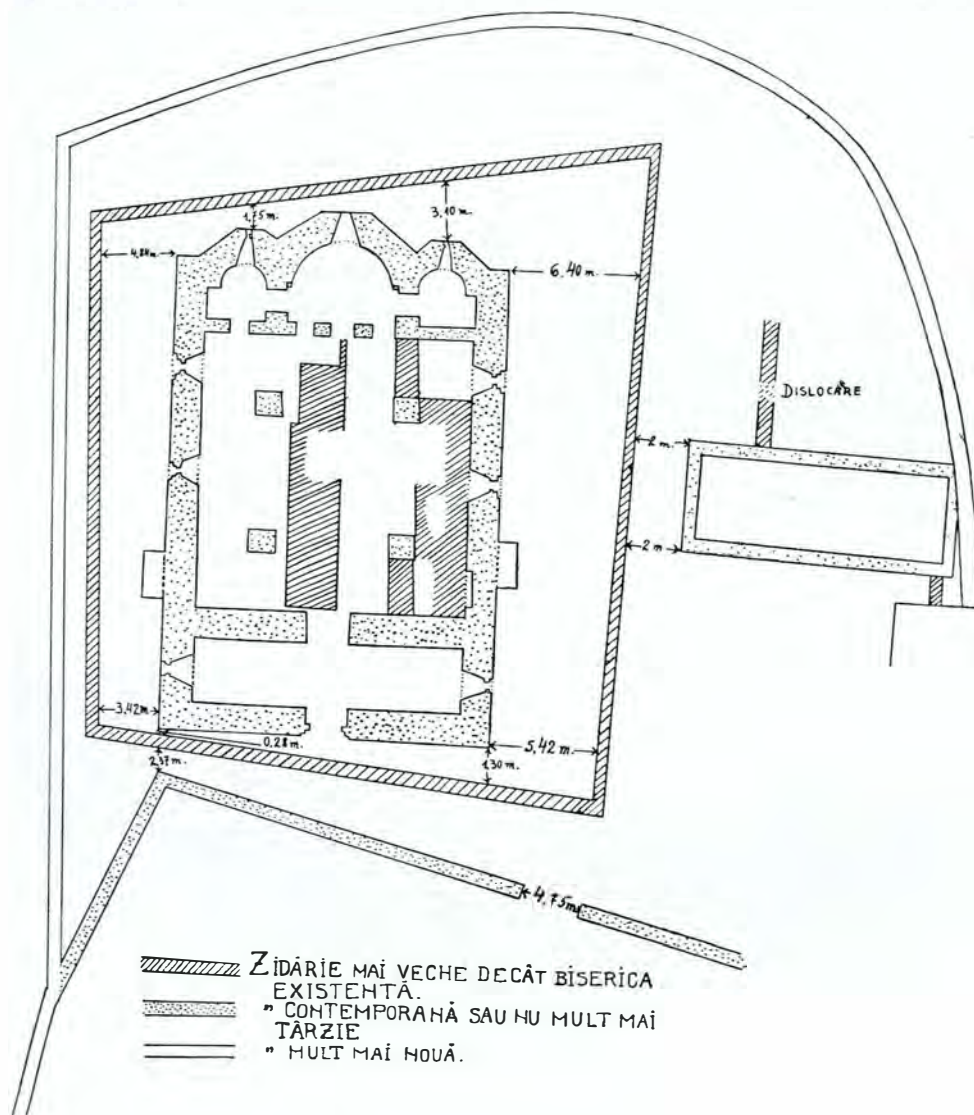 1,75 m.
3,10 m.
4,84 m.
6.40 m.
DISLOCARE
2 m.
2 m
3,42 m.
0,28 m.
5,42 m.
2,37 m.
1,30 m.
4,75 m.
ZIDĂRIE MAI VECHE DECÂT BISERICA
EXISTENTĂ.
" CONTEMPORANĂ SAU NU MULT MAI
TÂRZIE
" MULT MAI NOUĂ.